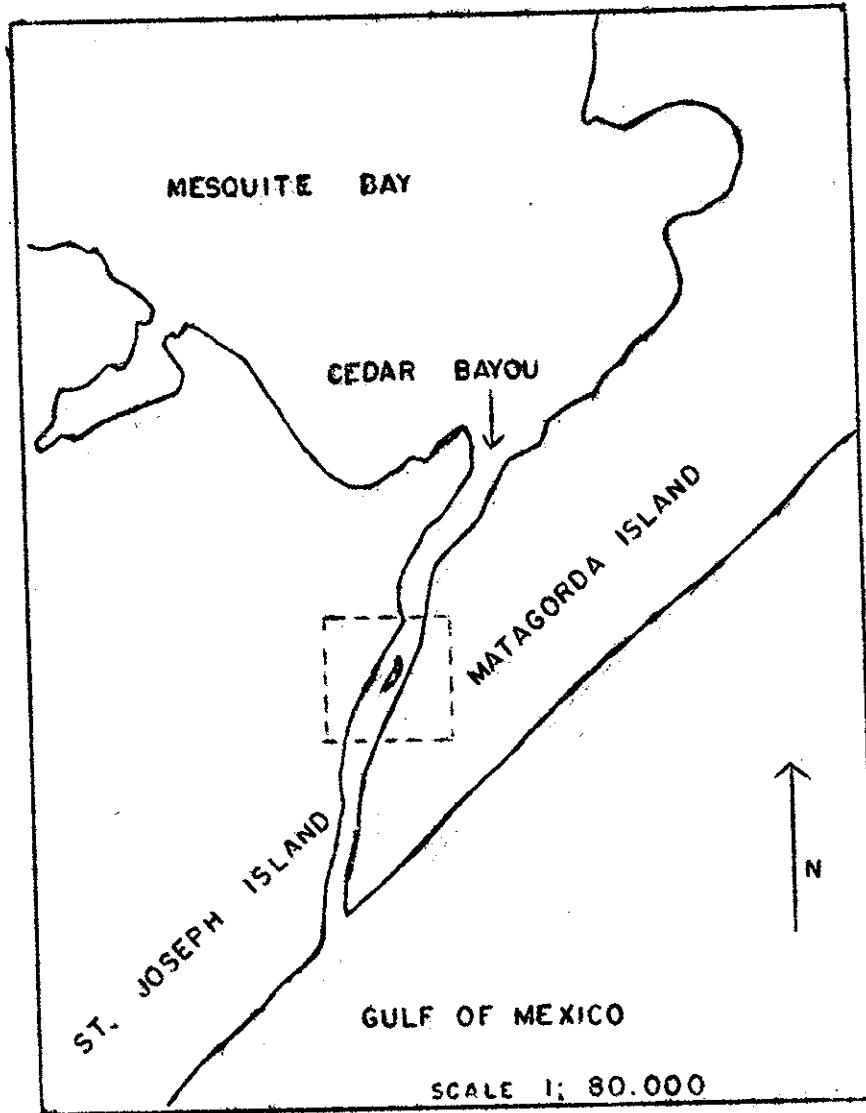 MESQUITE BAY
CEDAR BAYOU
MATAGORDA ISLAND
ST. JOSEPH ISLAND
N
GULF OF MEXICO
SCALE 1: 80.000